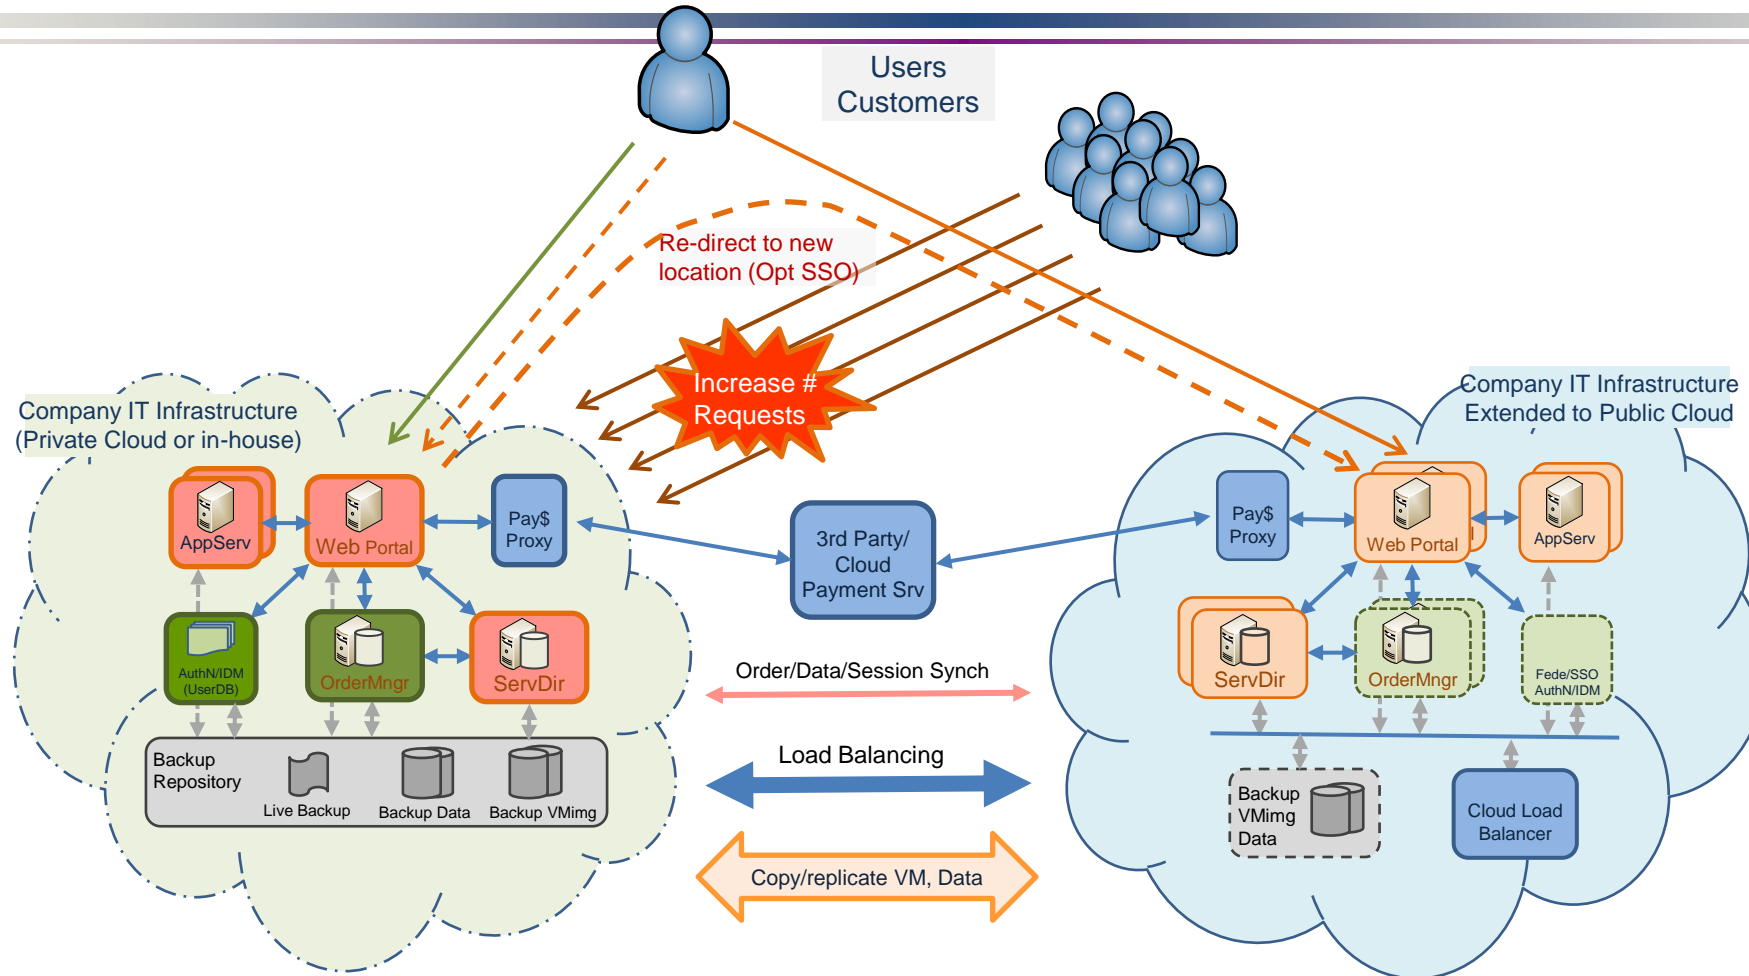 Users
Customers
Re-direct to new
location (Opt SSO)
Increase #
Requests
Company IT Infrastructure
(Private Cloud or in-house)
Company IT Infrastructure
Extended to Public Cloud
AppServ
Web Portal
Pay$
Proxy
3rd Party/
Cloud
Payment Srv
Pay$
Proxy
Web Portal
AppServ
AuthN/IDM
(UserDB)
OrderMngr
ServDir
Order/Data/Session Synch
ServDir
OrderMngr
Fede/SSO
AuthN/IDM
Backup
Repository
Live Backup
Backup Data
Backup VMimg
Load Balancing
Backup
VMimg
Data
Cloud Load
Balancer
Copy/replicate VM, Data